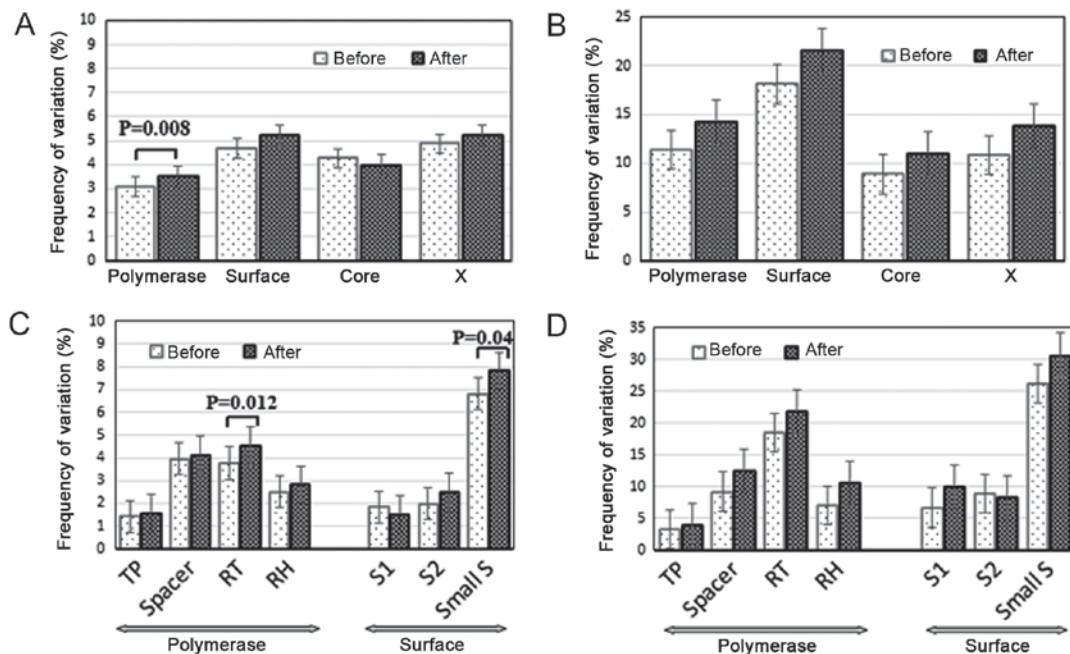 A
Frequency of variation (%)
10
9
8
7
6
5
4
3
2
1
0
Before After
P=0.008
Polymerase Surface Core X
B
Frequency of variation (%)
25
20
15
10
5
0
Before After
Polymerase Surface Core X
C
Frequency of variation (%)
10
9
8
7
6
5
4
3
2
1
0
Before After
P=0.012
P=0.04
TP Spacer RT RH S1 S2 Small S
Polymerase Surface
D
Frequency of variation (%)
35
30
25
20
15
10
5
0
Before After
TP Spacer RT RH S1 S2 Small S
Polymerase Surface